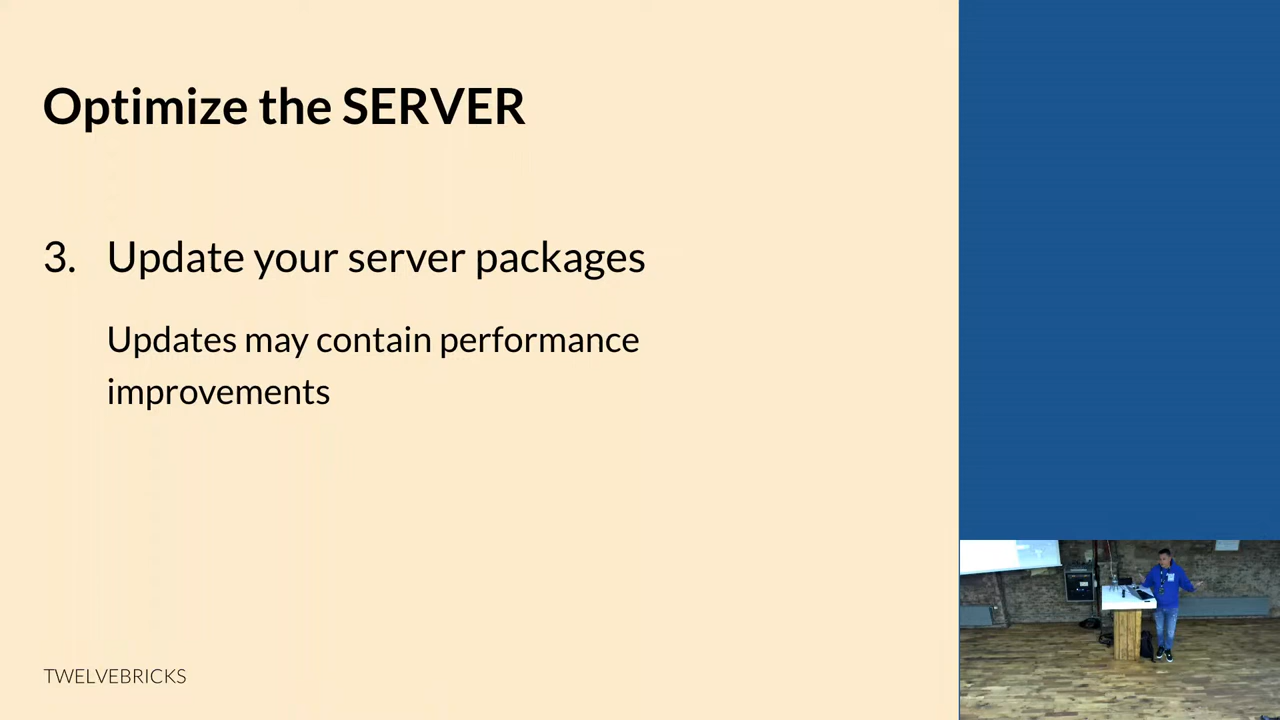 Optimize the SERVER
3. Update your server packages
Updates may contain performance
improvements
TWELVEBRICKS